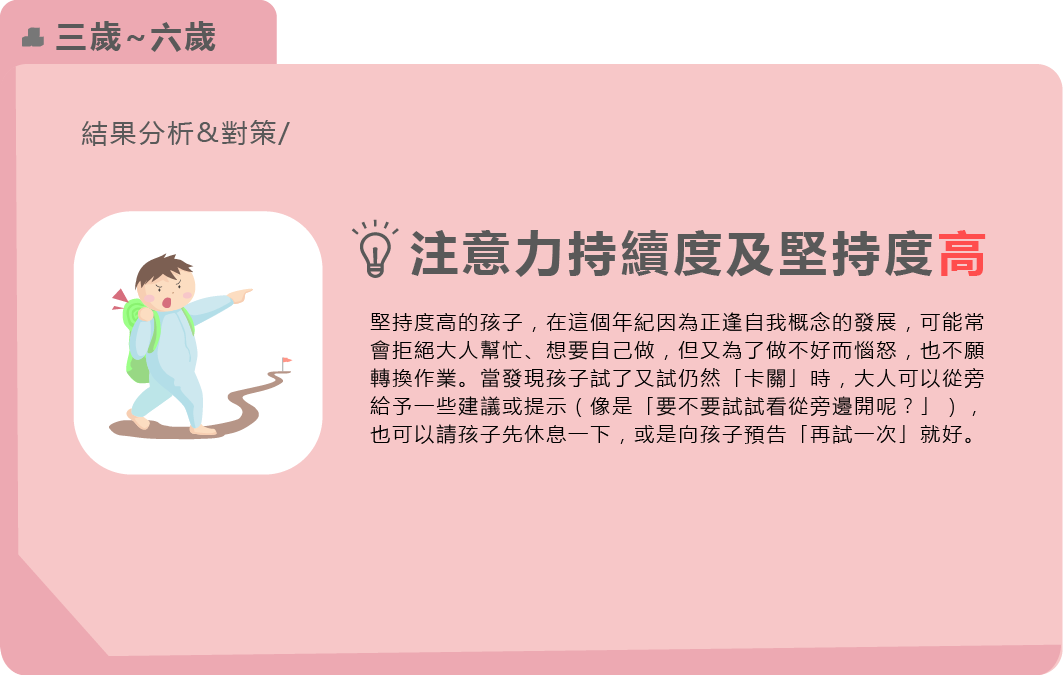 三歲~六歲
結果分析&對策/
注意力持續度及堅持度高
堅持度高的孩子，在這個年紀因為正逢自我概念的發展，可能常
會拒絕大人幫忙、想要自己做，但又為了做不好而惱怒，也不願
轉換作業。當發現孩子試了又試仍然「卡關」時，大人可以從旁
給予一些建議或提示（像是「要不要試試看從旁邊開呢？」），
也可以請孩子先休息一下，或是向孩子預告「再試一次」就好。